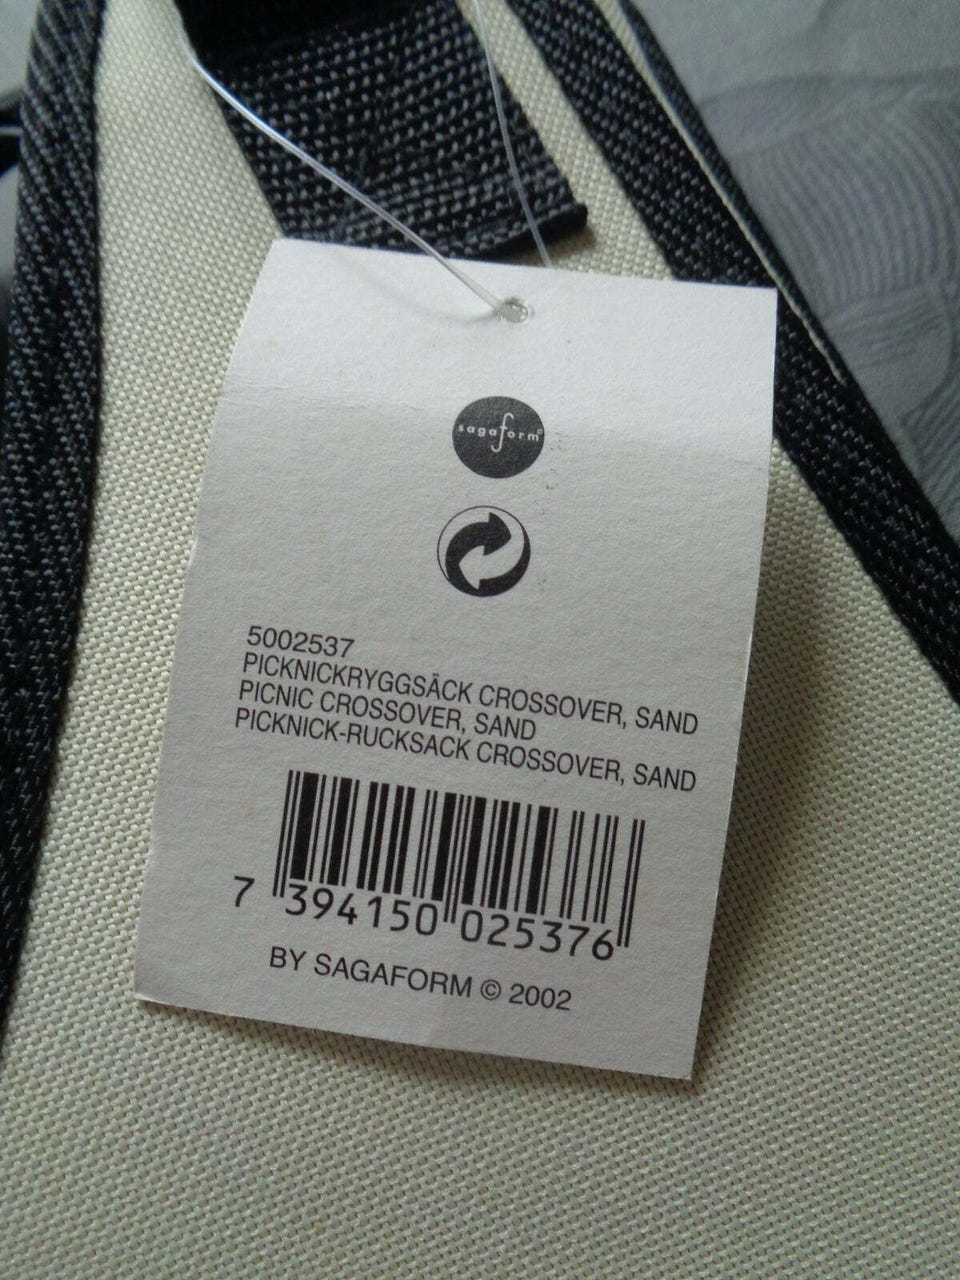 sagaform®
5002537
PICKNICKRYGGSÄCK CROSSOVER, SAND
PICNIC CROSSOVER, SAND
PICKNICK-RUCKSACK CROSSOVER, SAND
7 394150 025376
BY SAGAFORM © 2002